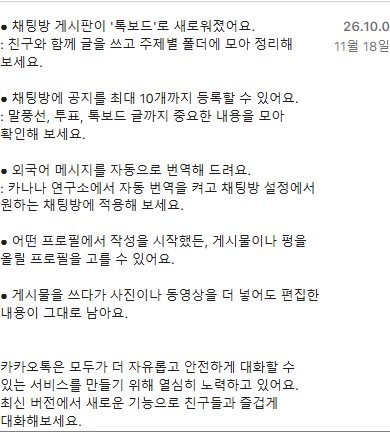 ● 채팅방 게시판이 '톡보드'로 새로워졌어요.
26.10.0
: 친구와 함께 글을 쓰고 주제별 폴더에 모아 정리해
11월 18일
보세요.
● 채팅방에 공지를 최대 10개까지 등록할 수 있어요.
: 말풍선, 투표, 톡보드 글까지 중요한 내용을 모아
확인해 보세요.
● 외국어 메시지를 자동으로 번역해 드려요.
: 카나나 연구소에서 자동 번역을 켜고 채팅방 설정에서
원하는 채팅방에 적용해 보세요.
● 어떤 프로필에서 작성을 시작했든, 게시물이나 펑을
올릴 프로필을 고를 수 있어요.
● 게시물을 쓰다가 사진이나 동영상을 더 넣어도 편집한
내용이 그대로 남아요.
카카오톡은 모두가 더 자유롭고 안전하게 대화할 수
있는 서비스를 만들기 위해 열심히 노력하고 있어요.
최신 버전에서 새로운 기능으로 친구들과 즐겁게
대화해보세요.